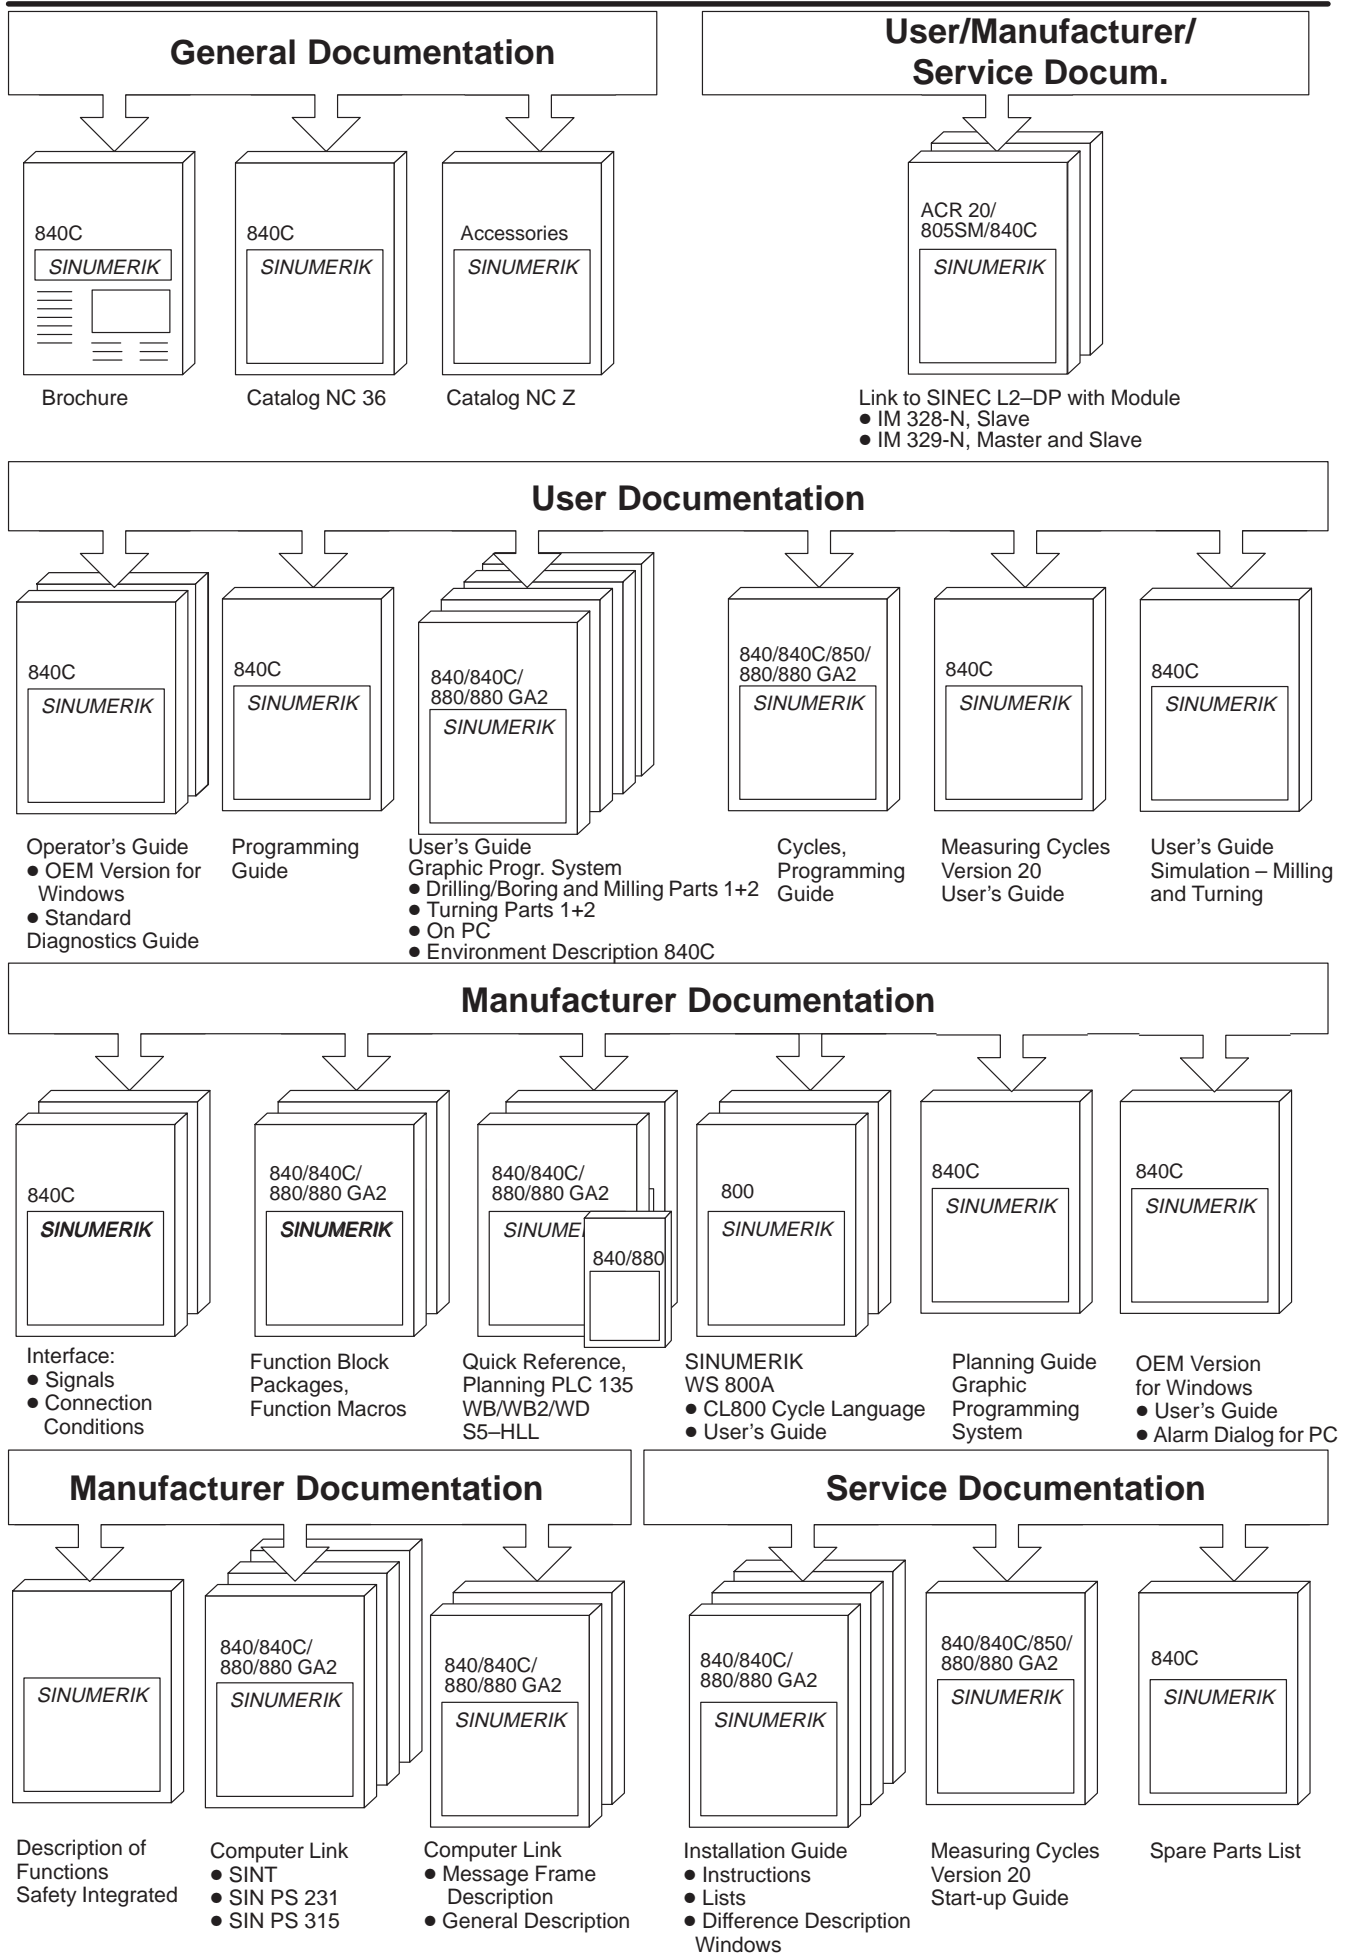 General Documentation
User/Manufacturer/
Service Docum.
840C
SINUMERIK
840C
SINUMERIK
Accessories
SINUMERIK
ACR 20/
805SM/840C
SINUMERIK
Brochure
Catalog NC 36
Catalog NC Z
Link to SINEC L2–DP with Module
● IM 328-N, Slave
● IM 329-N, Master and Slave
User Documentation
840C
SINUMERIK
840C
SINUMERIK
840/840C/
880/880 GA2
SINUMERIK
840/840C/850/
880/880 GA2
SINUMERIK
840C
SINUMERIK
840C
SINUMERIK
Operator's Guide
● OEM Version for
Windows
● Standard
Diagnostics Guide
Programming
Guide
User's Guide
Graphic Progr. System
● Drilling/Boring and Milling Parts 1+2
● Turning Parts 1+2
● On PC
● Environment Description 840C
Cycles,
Programming
Guide
Measuring Cycles
Version 20
User's Guide
User's Guide
Simulation – Milling
and Turning
Manufacturer Documentation
840C
SINUMERIK
840/840C/
880/880 GA2
SINUMERIK
840/840C/
880/880 GA2
SINUME
840/880
800
SINUMERIK
840C
SINUMERIK
840C
SINUMERIK
Interface:
● Signals
● Connection
Conditions
Function Block
Packages,
Function Macros
Quick Reference,
Planning PLC 135
WB/WB2/WD
S5–HLL
SINUMERIK
WS 800A
● CL800 Cycle Language
● User's Guide
Planning Guide
Graphic
Programming
System
OEM Version
for Windows
● User's Guide
● Alarm Dialog for PC
Manufacturer Documentation
Service Documentation
SINUMERIK
840/840C/
880/880 GA2
SINUMERIK
840/840C/
880/880 GA2
SINUMERIK
840/840C/
880/880 GA2
SINUMERIK
840/840C/850/
880/880 GA2
SINUMERIK
840C
SINUMERIK
Description of
Functions
Safety Integrated
Computer Link
● SINT
● SIN PS 231
● SIN PS 315
Computer Link
● Message Frame
Description
● General Description
Installation Guide
● Instructions
● Lists
● Difference Description
Windows
Measuring Cycles
Version 20
Start-up Guide
Spare Parts List